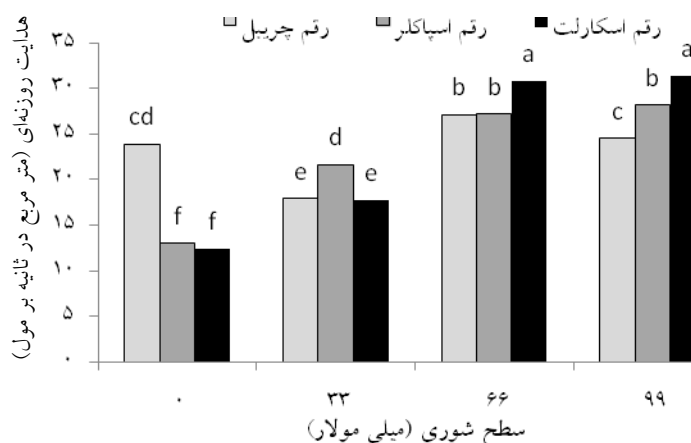 رقم اسکارلت رقم اسپاکلر رقم چریبل
هدایت روزنه‌ای (متر مربع در ثانیه بر مول)
۳۵
۳۰
۲۵
۲۰
۱۵
۱۰
۵
۰
cd f f
e d e
b b a
c b a
۰ ۳۳ ۶۶ ۹۹
سطح شوری (میلی مولار)